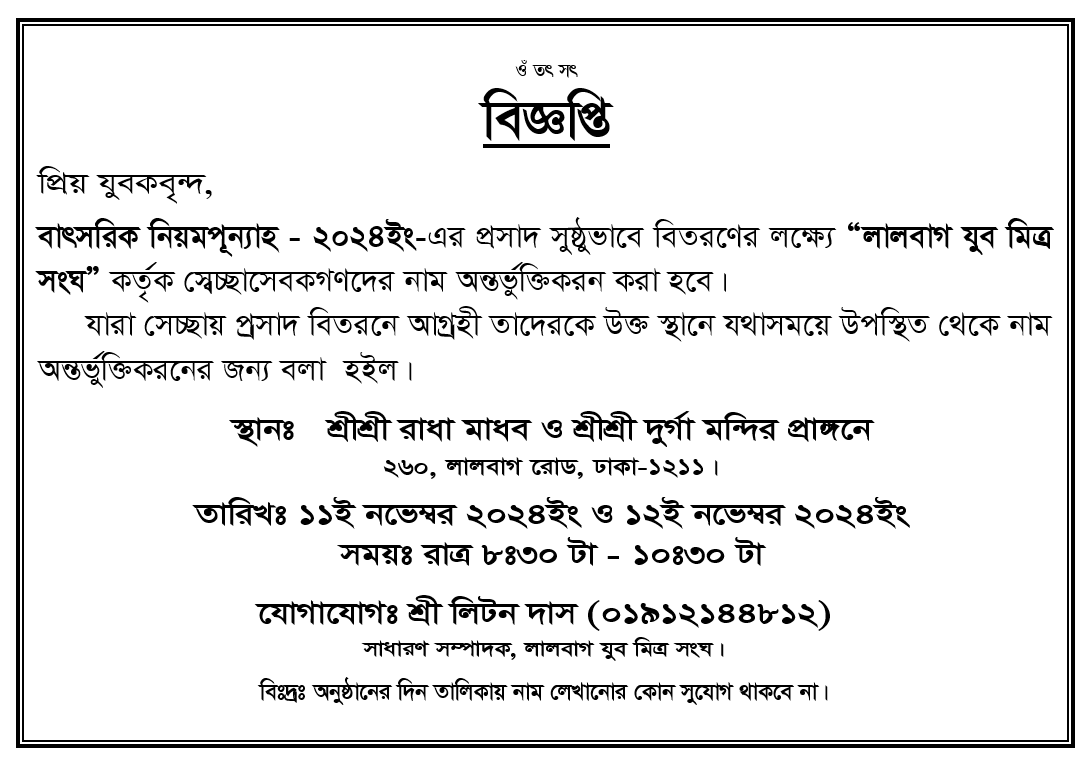 ওঁ তৎ সৎ
বিজ্ঞপ্তি
প্রিয় যুবকবৃন্দ,
বাৎসরিক নিয়মপূন্যাহ - ২০২৪ইং-এর প্রসাদ সুষ্ঠুভাবে বিতরণের লক্ষ্যে “লালবাগ যুব মিত্র
সংঘ” কর্তৃক স্বেচ্ছাসেবকগণদের নাম অন্তর্ভুক্তিকরন করা হবে।
যারা সেচ্ছায় প্রসাদ বিতরনে আগ্রহী তাদেরকে উক্ত স্থানে যথাসময়ে উপস্থিত থেকে নাম
অন্তর্ভুক্তিকরনের জন্য বলা হইল।
স্থানঃ শ্রীশ্রী রাধা মাধব ও শ্রীশ্রী দুর্গা মন্দির প্রাঙ্গনে
২৬০, লালবাগ রোড, ঢাকা-১২১১।
তারিখঃ ১১ই নভেম্বর ২০২৪ইং ও ১২ই নভেম্বর ২০২৪ইং
সময়ঃ রাত্র ৮ঃ৩০ টা - ১০ঃ৩০ টা
যোগাযোগঃ শ্রী লিটন দাস (০১৯১২১৪৪৮১২)
সাধারণ সম্পাদক, লালবাগ যুব মিত্র সংঘ।
বিঃদ্রঃ অনুষ্ঠানের দিন তালিকায় নাম লেখানোর কোন সুযোগ থাকবে না।